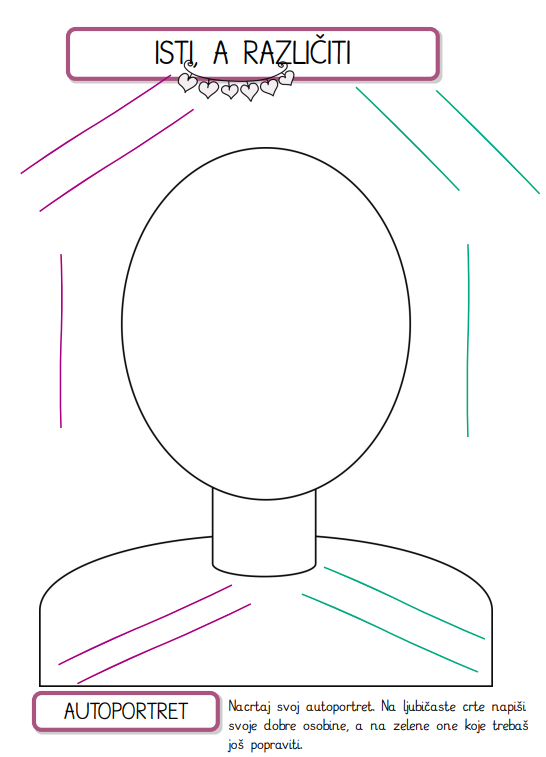 ISTI, A RAZLIČITI
AUTOPORTRET
Nacrtaj svoj autoportret. Na ljubičaste crte napiši
svoje dobre osobine, a na zelene one koje trebaš
još popraviti.